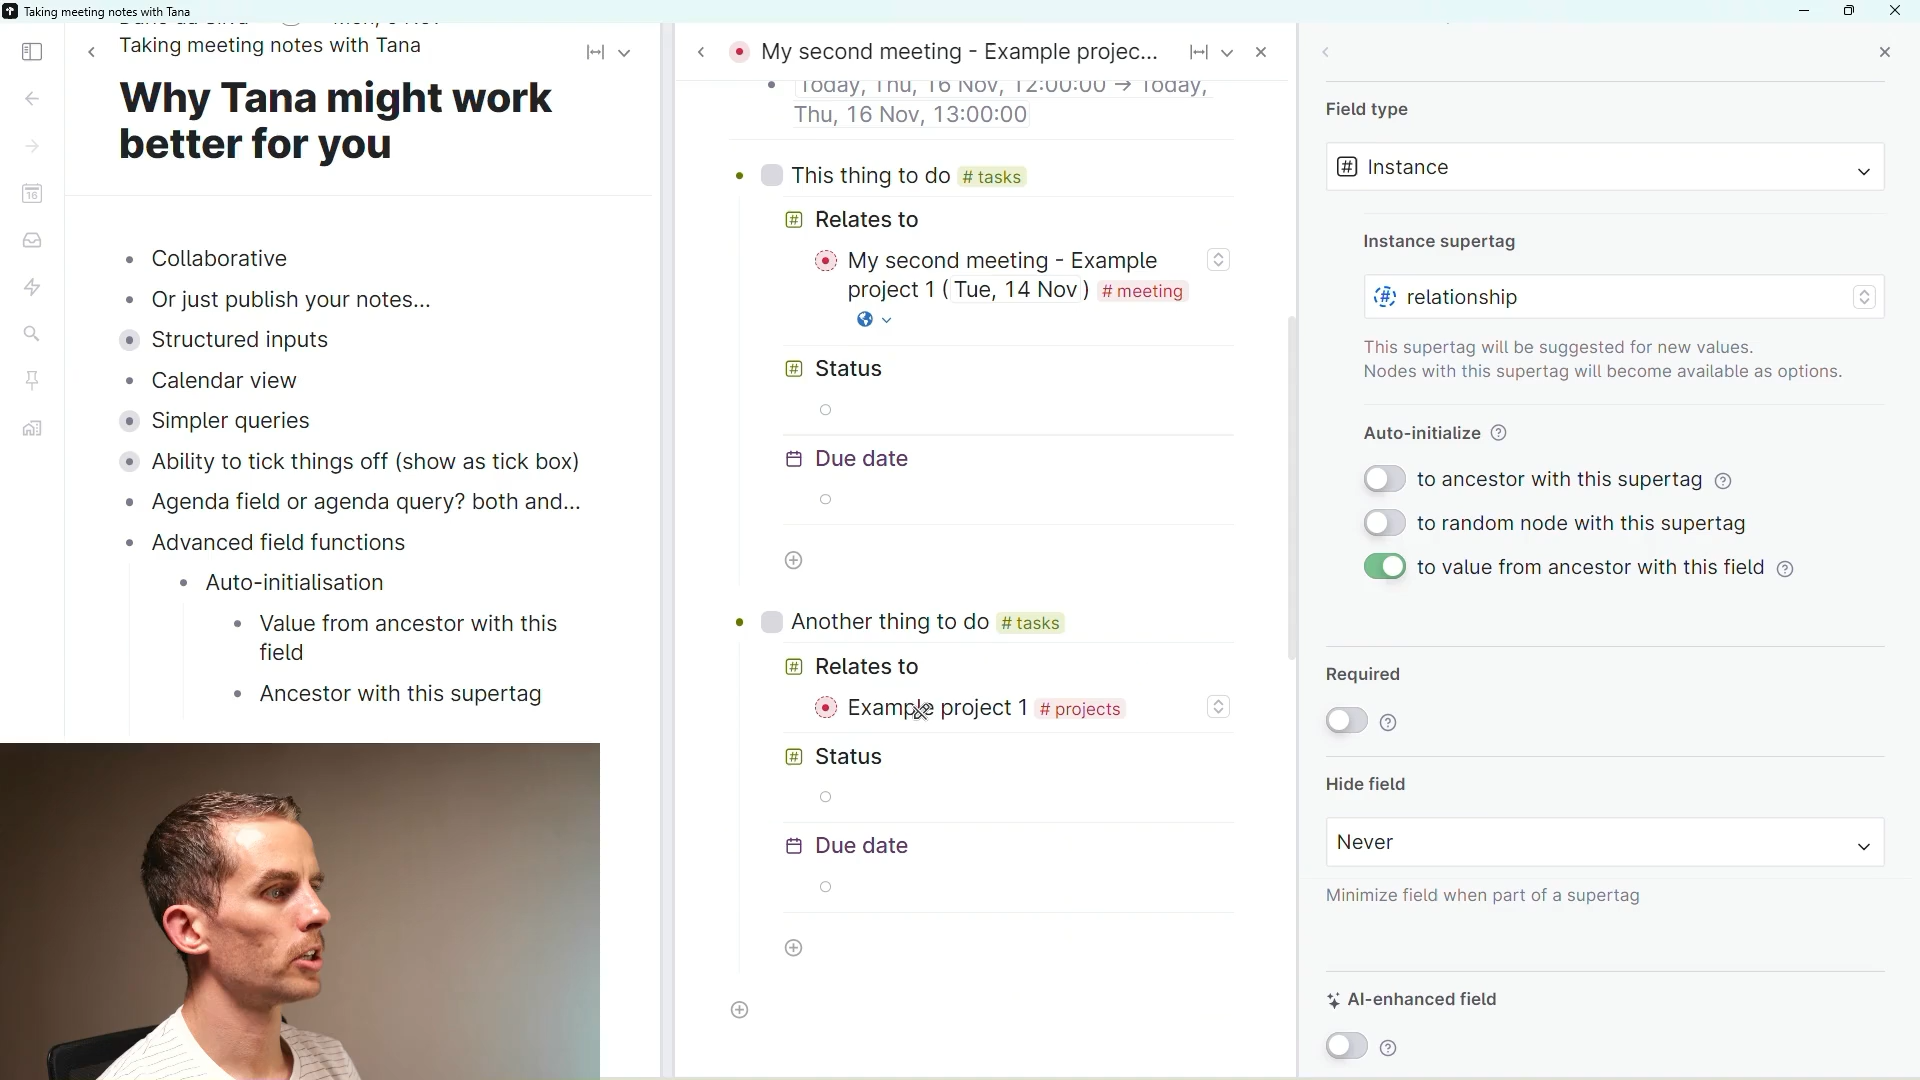 Taking meeting notes with Tana
Taking meeting notes with Tana
Why Tana might work
better for you
16
Collaborative
Or just publish your notes...
Structured inputs
Calendar view
Simpler queries
Ability to tick things off (show as tick box)
Agenda field or agenda query? both and...
Advanced field functions
Auto-initialisation
Value from ancestor with this
field
Ancestor with this supertag
My second meeting - Example projec...
Today, Thu, 16 Nov, 12:00:00 → Today,
Thu, 16 Nov, 13:00:00
This thing to do # tasks
Relates to
My second meeting - Example
project 1 ( Tue, 14 Nov ) # meeting
Status
Due date
Another thing to do # tasks
Relates to
Example project 1 # projects
Status
Due date
Field type
Instance
Instance supertag
relationship
This supertag will be suggested for new values.
Nodes with this supertag will become available as options.
Auto-initialize
to ancestor with this supertag
to random node with this supertag
to value from ancestor with this field
Required
Hide field
Never
Minimize field when part of a supertag
AI-enhanced field